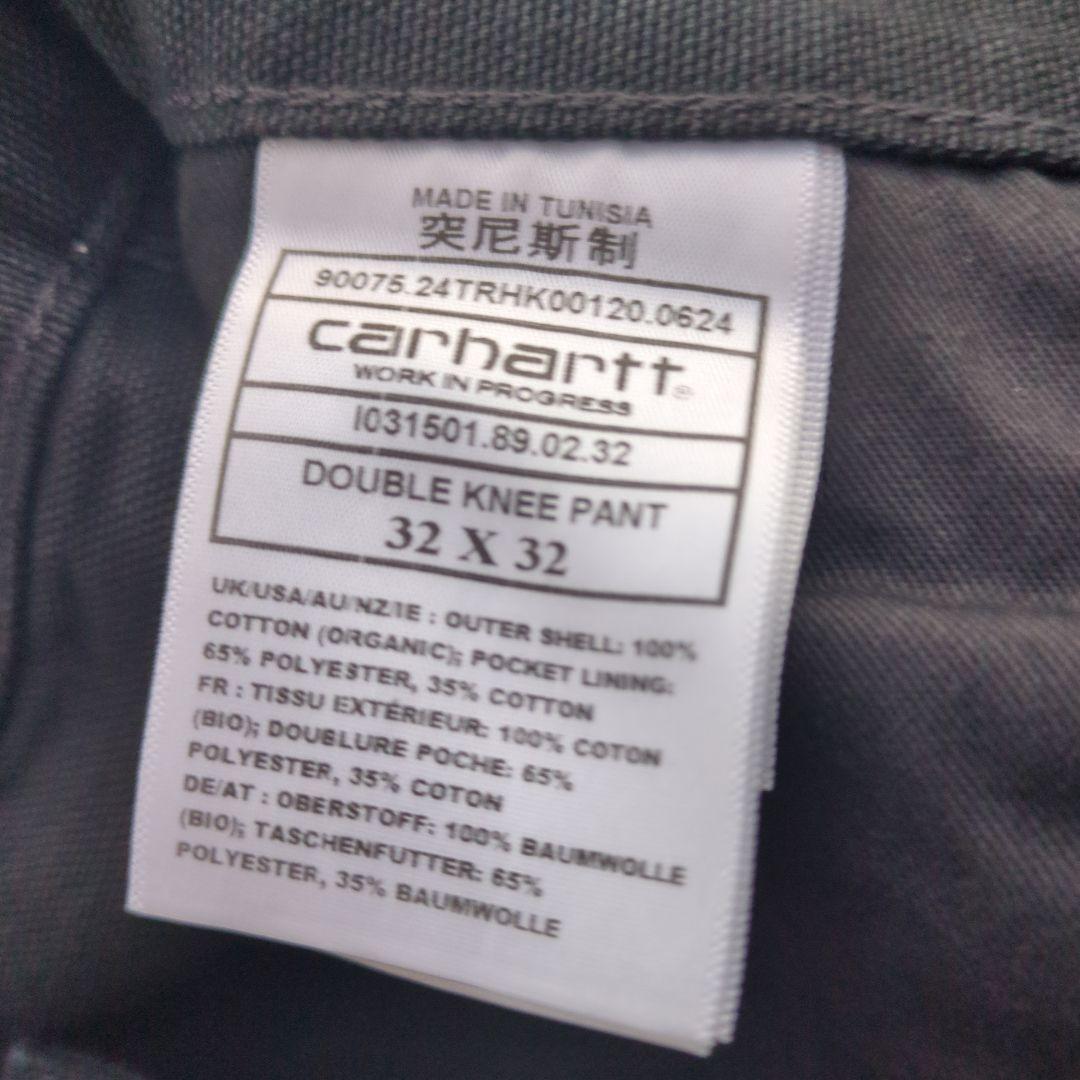 MADE IN TUNISIA
突尼斯制
90075.24TRHK00120.0624
carhartt®
WORK IN PROGRESS
I031501.89.02.32
DOUBLE KNEE PANT
32 X 32
UK/USA/AU/NZ/IE : OUTER SHELL: 100%
COTTON (ORGANIC); POCKET LINING:
65% POLYESTER, 35% COTTON
FR : TISSU EXTÉRIEUR: 100% COTON
(BIO); DOUBLURE POCHE: 65%
POLYESTER, 35% COTON
DE/AT : OBERSTOFF: 100% BAUMWOLLE
(BIO); TASCHENFUTTER: 65%
POLYESTER, 35% BAUMWOLLE